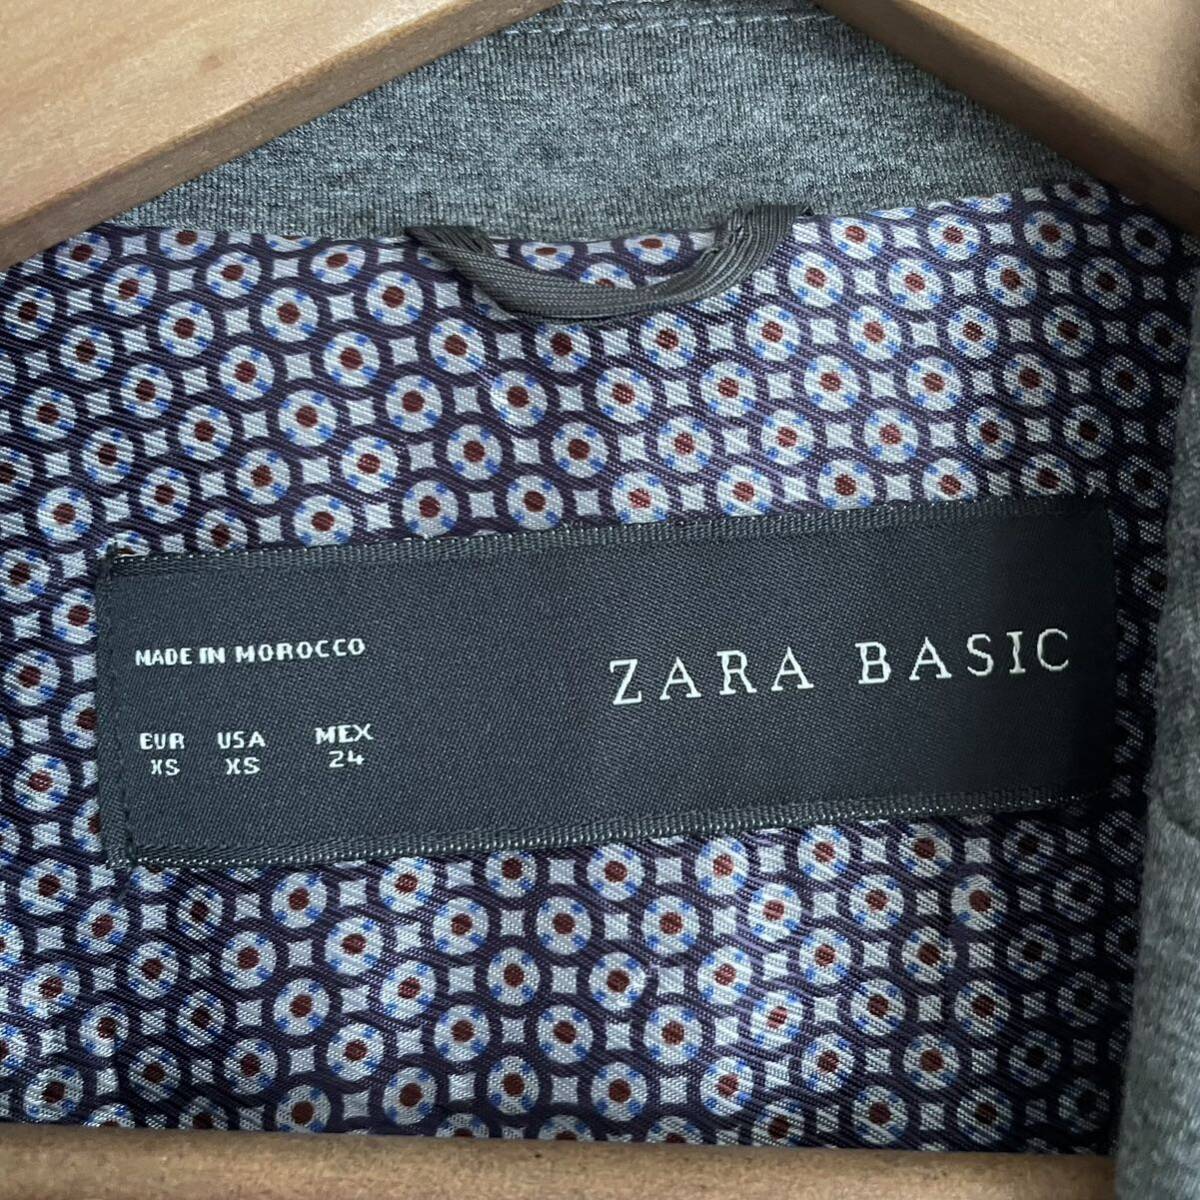 MADE IN MOROCCO
ZARA BASIC
EUR USA MEX
XS XS 24